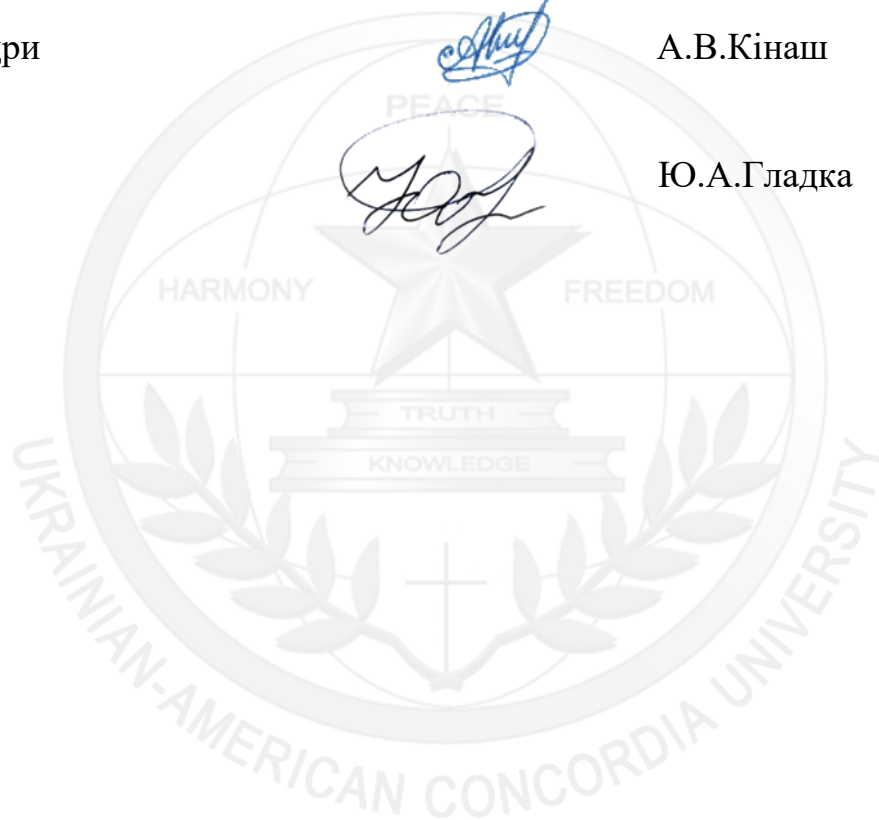 ри А.В.Кінаш
PEACE
Ю.А.Гладка
HARMONY FREEDOM
TRUTH
KNOWLEDGE
UKRAINIAN-AMERICAN CONCORDIA UNIVERSITY